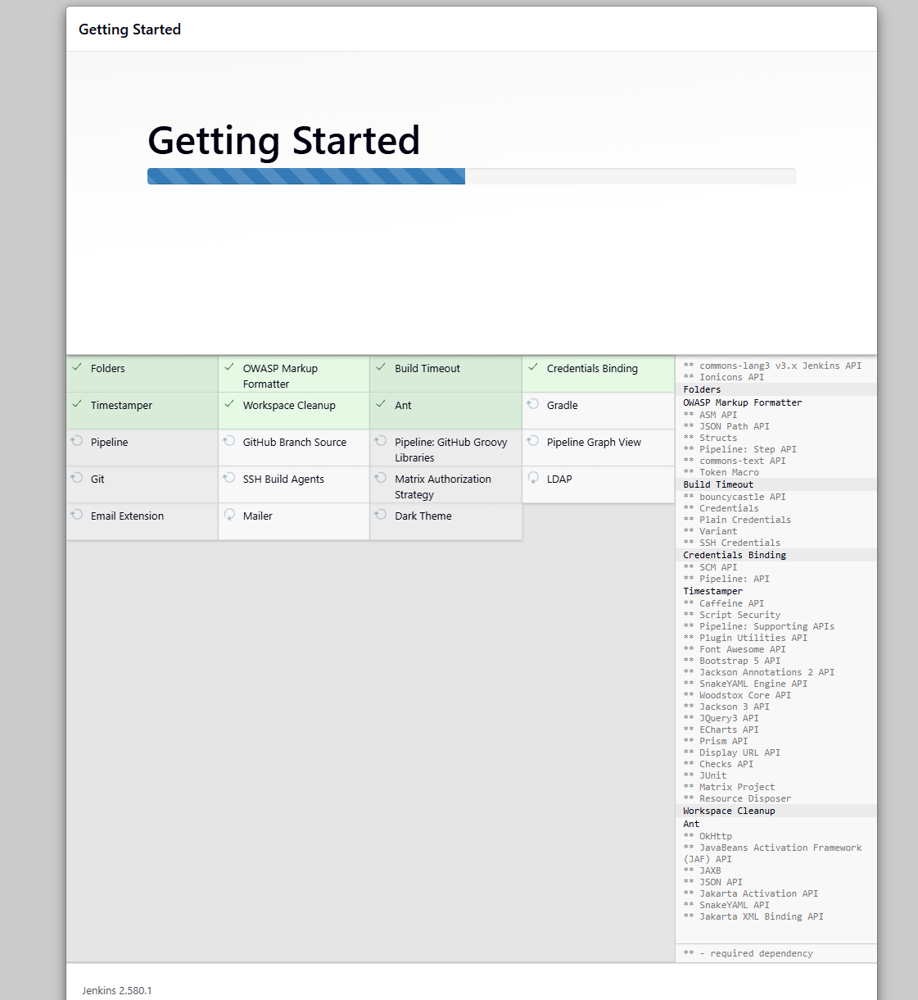 Getting Started
Getting Started
Folders
OWASP Markup
Formatter
Build Timeout
Credentials Binding
Timestamper
Workspace Cleanup
Ant
Gradle
Pipeline
GitHub Branch Source
Pipeline: GitHub Groovy
Libraries
Pipeline Graph View
Git
SSH Build Agents
Matrix Authorization
Strategy
LDAP
Email Extension
Mailer
Dark Theme
** commons-lang3 v3.x Jenkins API
** Ionicons API
Folders
OWASP Markup Formatter
** ASM API
** JSON Path API
** Structs
** Pipeline: Step API
** commons-text API
** Token Macro
Build Timeout
** bouncycastle API
** Credentials
** Plain Credentials
** Variant
** SSH Credentials
Credentials Binding
** SCM API
** Pipeline: API
Timestamper
** Caffeine API
** Script Security
** Pipeline: Supporting APIs
** Plugin Utilities API
** Font Awesome API
** Bootstrap 5 API
** Jackson Annotations 2 API
** SnakeYAML Engine API
** Woodstox Core API
** Jackson 3 API
** JQuery3 API
** ECharts API
** Prism API
** Display URL API
** Checks API
** JUnit
** Matrix Project
** Resource Disposer
Workspace Cleanup
Ant
** OkHttp
** JavaBeans Activation Framework
(JAF) API
** JAXB
** JSON API
** Jakarta Activation API
** SnakeYAML API
** Jakarta XML Binding API
** - required dependency
Jenkins 2.580.1